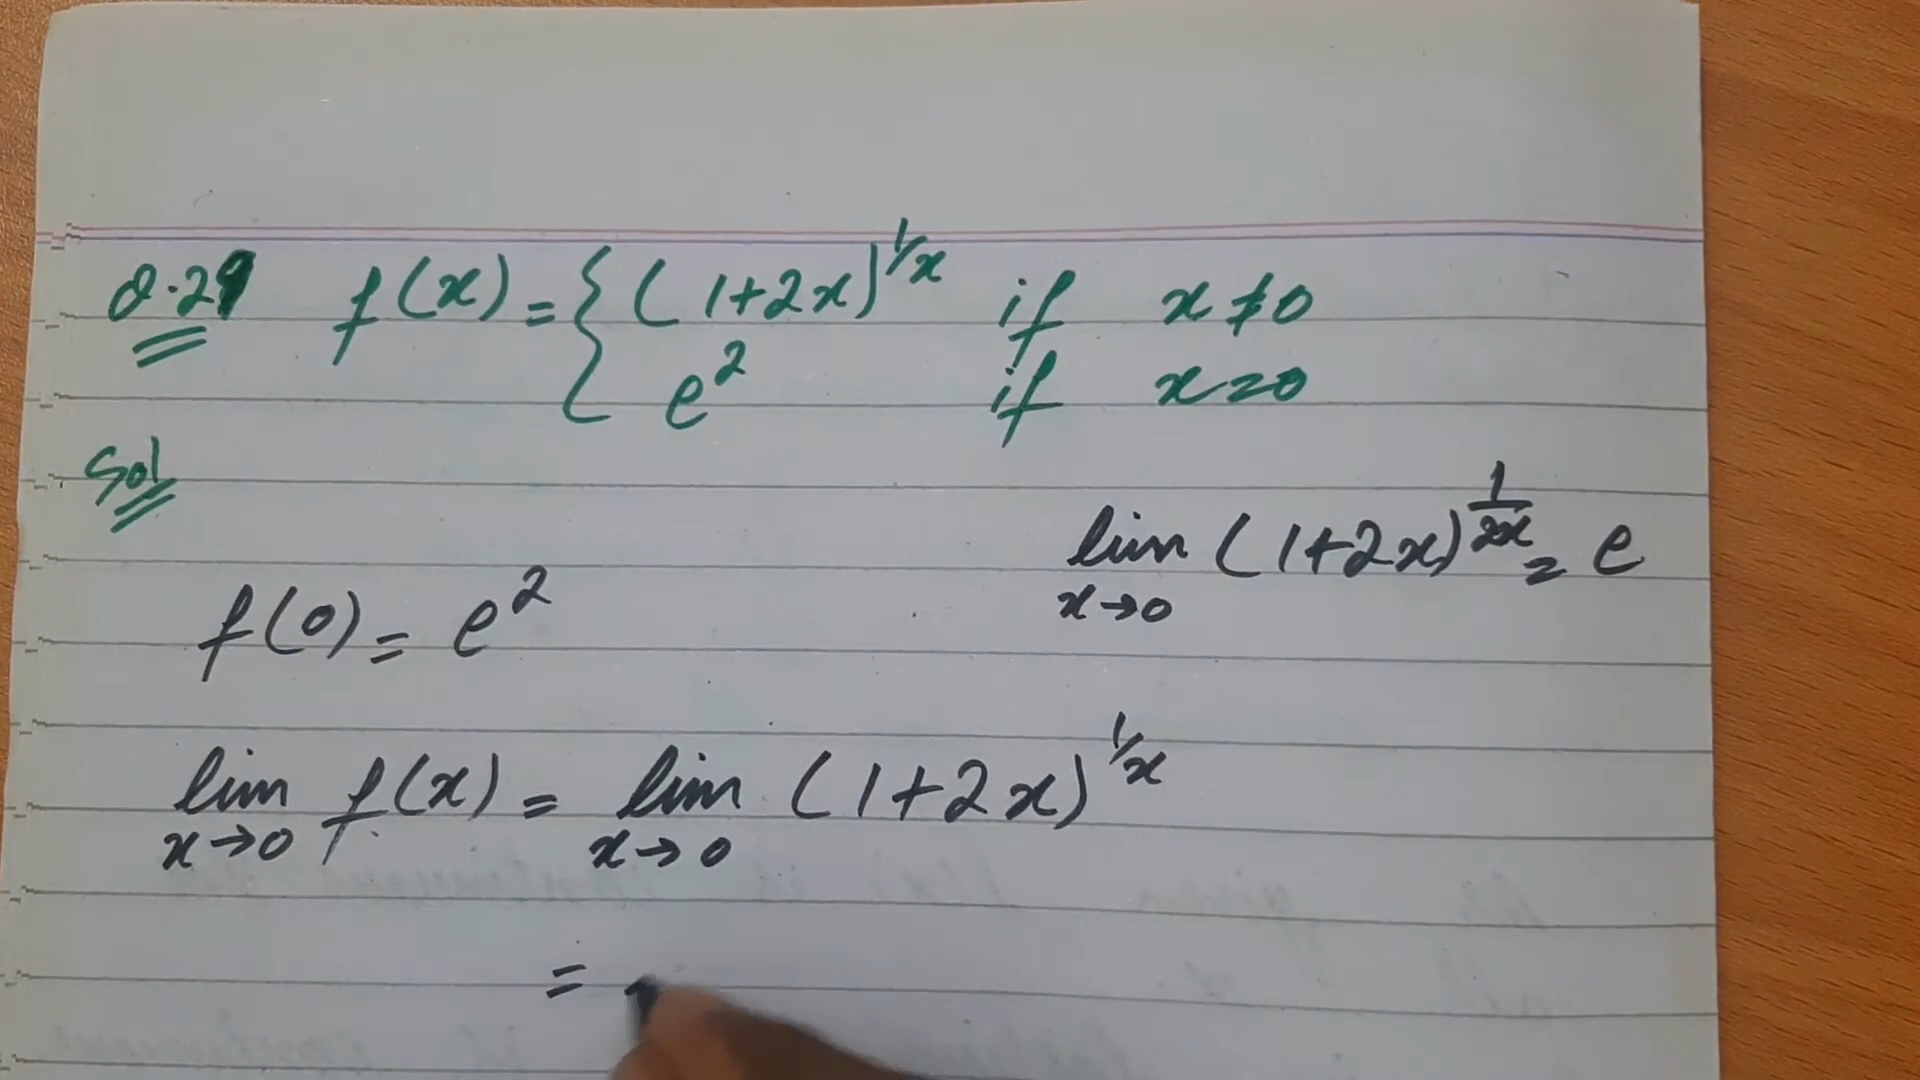 Q.29 f(x) = { (1+2x)^1/x if x ≠ 0
e^2 if x = 0
Sol
lim (1+2x)^1/2x = e
x→0
f(0) = e^2
lim f(x) = lim (1+2x)^1/x
x→0 x→0
=